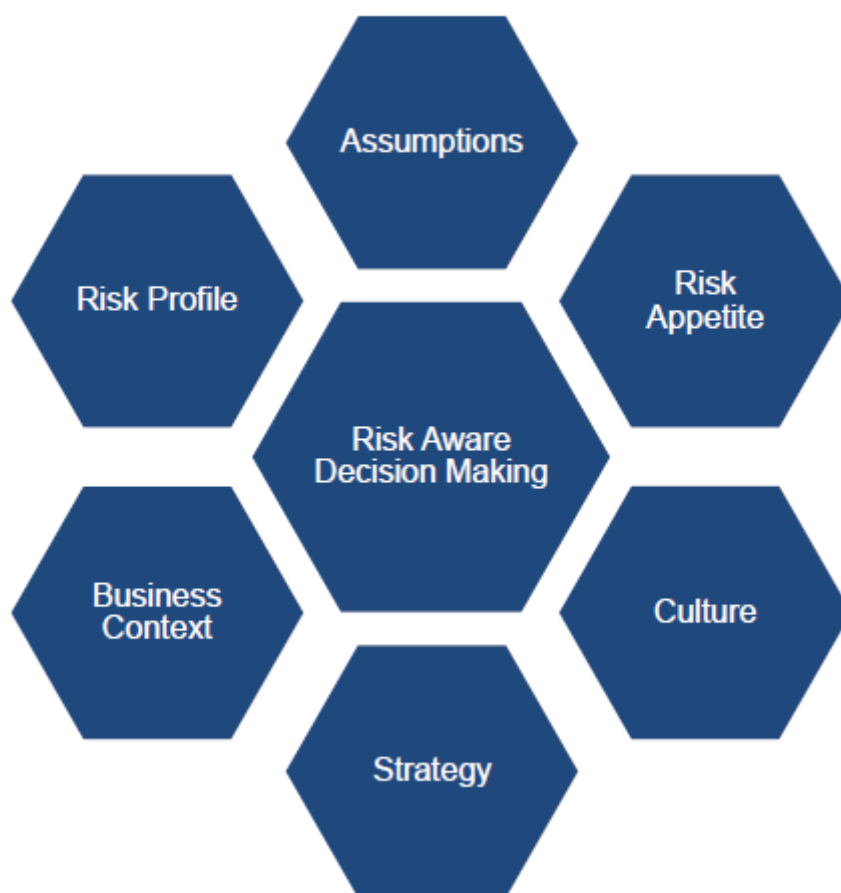 Assumptions
Risk Profile
Risk
Appetite
Risk Aware
Decision Making
Business
Context
Culture
Strategy